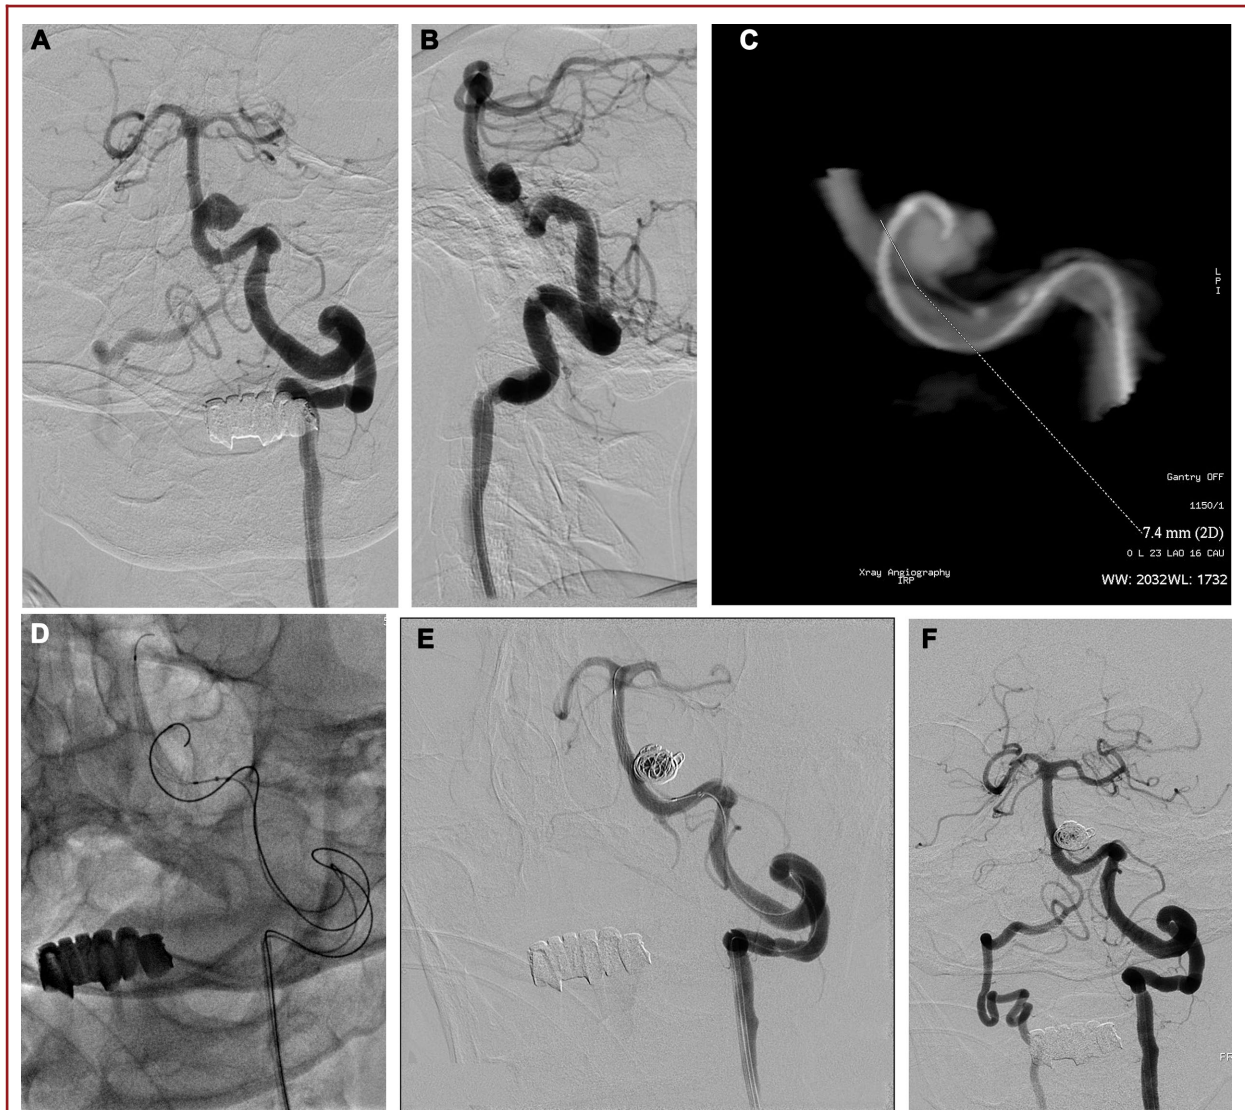 A
B
C
L
P
I
Gantry OFF
1150/1
7.4 mm (2D)
0 L 23 LAO 16 CAU
Xray Angiography
IRP
WW: 2032WL: 1732
D
E
F
FR